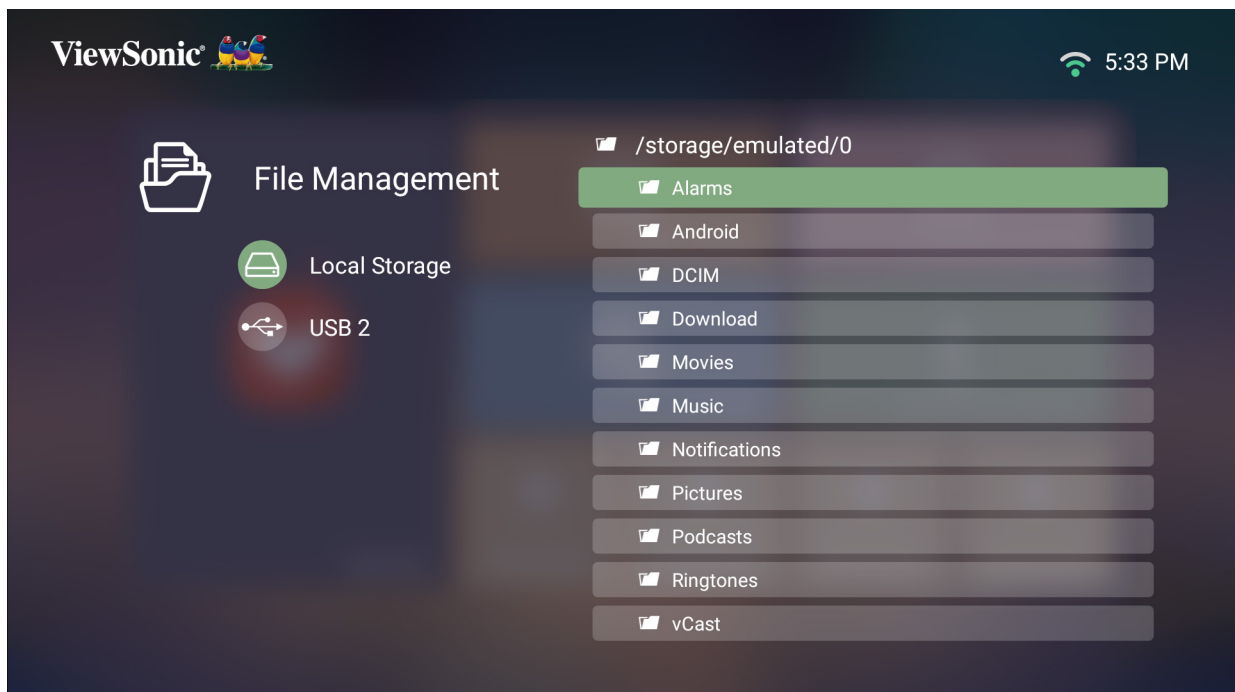 ViewSonic®
5:33 PM
File Management
Local Storage
USB 2
/storage/emulated/0
Alarms
Android
DCIM
Download
Movies
Music
Notifications
Pictures
Podcasts
Ringtones
vCast